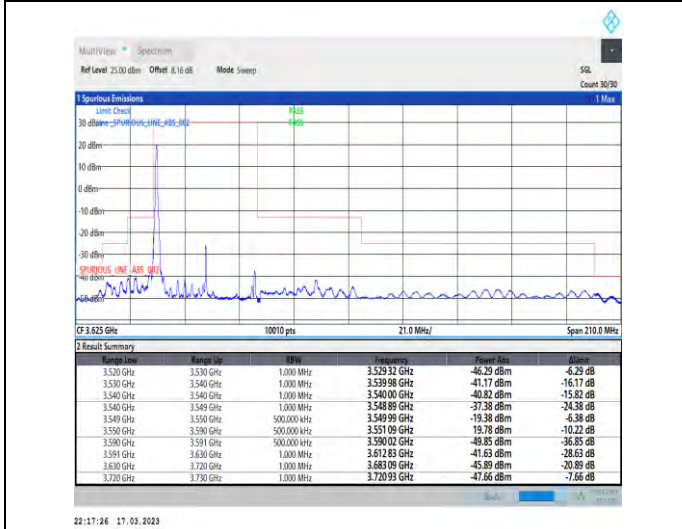 MultiView Spectrum
Ref Level 25.00 dBm Offset 8.16 dB Mode Sweep SGL
Count 30/30
1 Spurious Emissions 1 Max
Limit Check PASS
30 dBm Line _SPURIOUS_LINE_ABS_002 PASS
20 dBm
10 dBm
0 dBm
-10 dBm
-20 dBm
-30 dBm
_SPURIOUS_LINE_ABS_002
-40 dBm
-50 dBm
CF 3.625 GHz 10010 pts 21.0 MHz/ Span 210.0 MHz
2 Result Summary
Range Low Range Up RBW Frequency Power Abs ΔLimit
3.520 GHz 3.530 GHz 1.000 MHz 3.529 32 GHz -46.29 dBm -6.29 dB
3.530 GHz 3.540 GHz 1.000 MHz 3.539 98 GHz -41.17 dBm -16.17 dB
3.540 GHz 3.540 GHz 1.000 MHz 3.540 00 GHz -40.82 dBm -15.82 dB
3.540 GHz 3.549 GHz 1.000 MHz 3.548 89 GHz -37.38 dBm -24.38 dB
3.549 GHz 3.550 GHz 500.000 kHz 3.549 99 GHz -19.38 dBm -6.38 dB
3.550 GHz 3.590 GHz 500.000 kHz 3.551 09 GHz 19.78 dBm -10.22 dB
3.590 GHz 3.591 GHz 500.000 kHz 3.590 02 GHz -49.85 dBm -36.85 dB
3.591 GHz 3.630 GHz 1.000 MHz 3.612 83 GHz -41.63 dBm -28.63 dB
3.630 GHz 3.720 GHz 1.000 MHz 3.683 09 GHz -45.89 dBm -20.89 dB
3.720 GHz 3.730 GHz 1.000 MHz 3.720 93 GHz -47.66 dBm -7.66 dB
22:17:26 17.03.2023